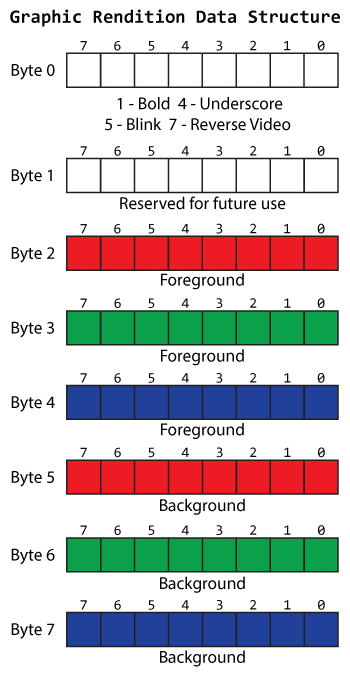 Graphic Rendition Data Structure
7 6 5 4 3 2 1 0
Byte 0
1 - Bold 4 - Underscore
5 - Blink 7 - Reverse Video
7 6 5 4 3 2 1 0
Byte 1
Reserved for future use
7 6 5 4 3 2 1 0
Byte 2
Foreground
7 6 5 4 3 2 1 0
Byte 3
Foreground
7 6 5 4 3 2 1 0
Byte 4
Foreground
7 6 5 4 3 2 1 0
Byte 5
Background
7 6 5 4 3 2 1 0
Byte 6
Background
7 6 5 4 3 2 1 0
Byte 7
Background